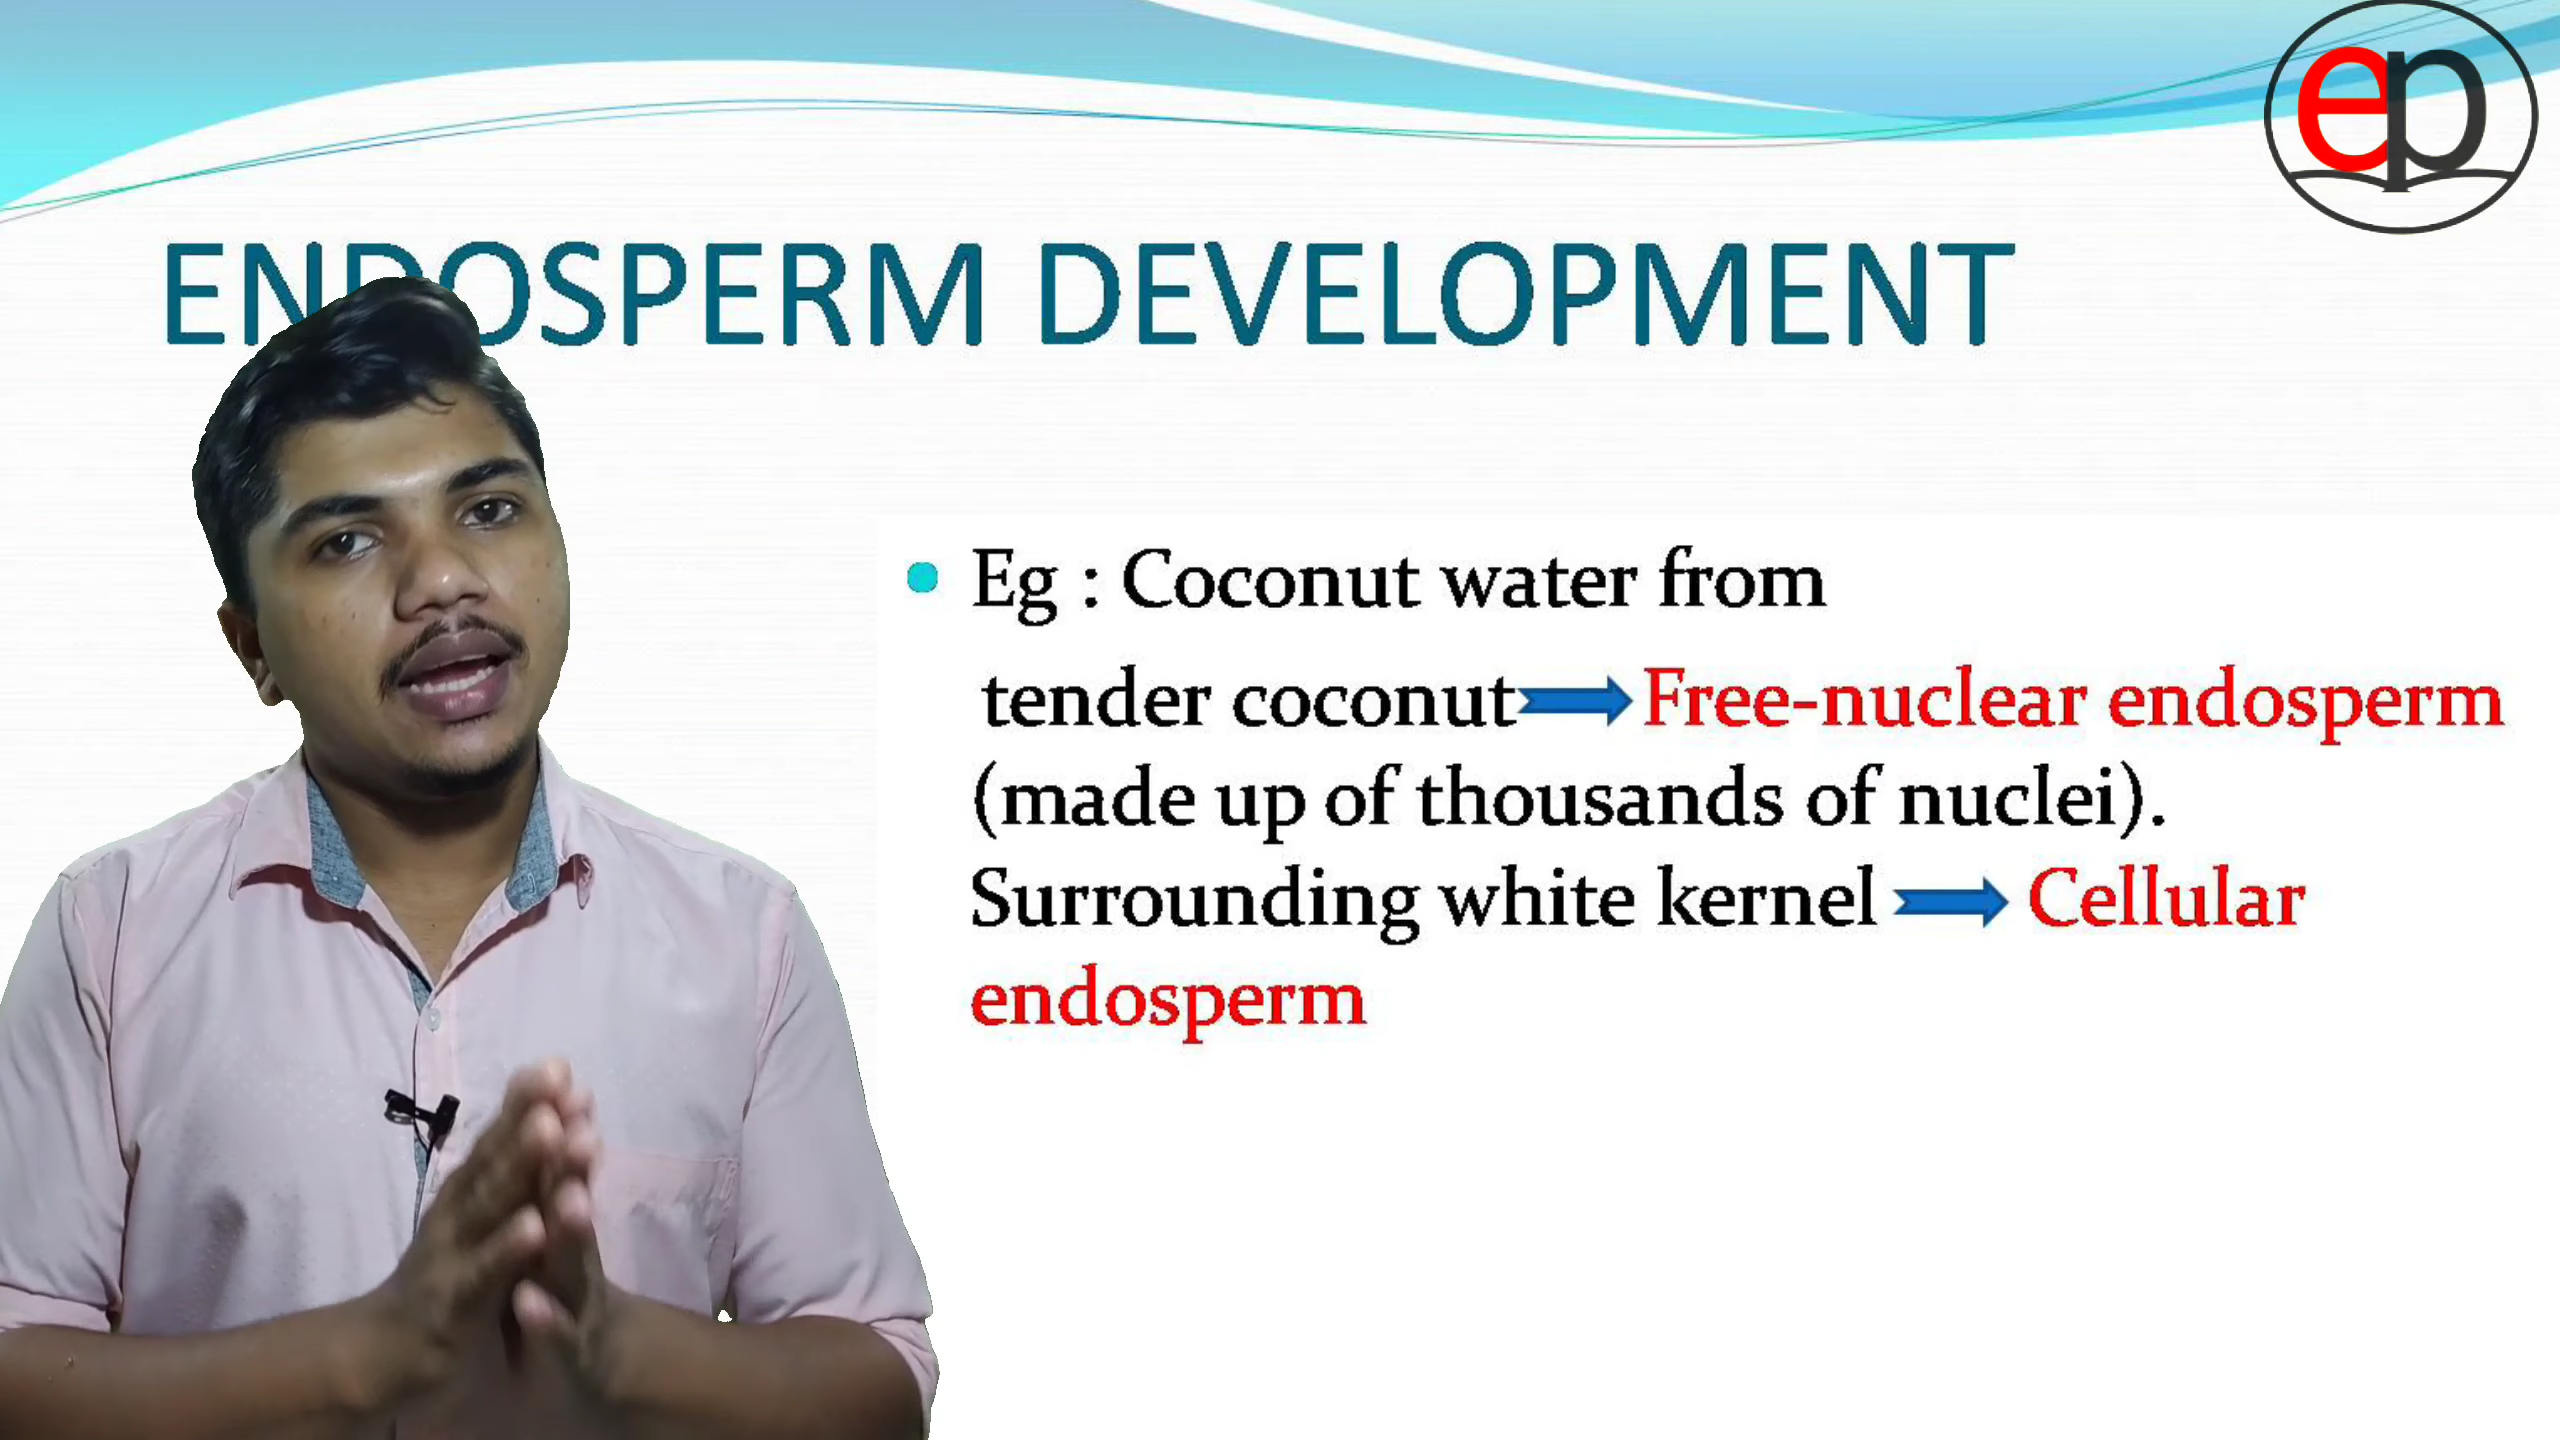 ep
ENDOSPERM DEVELOPMENT
• Eg : Coconut water from
tender coconut Free-nuclear endosperm
(made up of thousands of nuclei).
Surrounding white kernel Cellular
endosperm